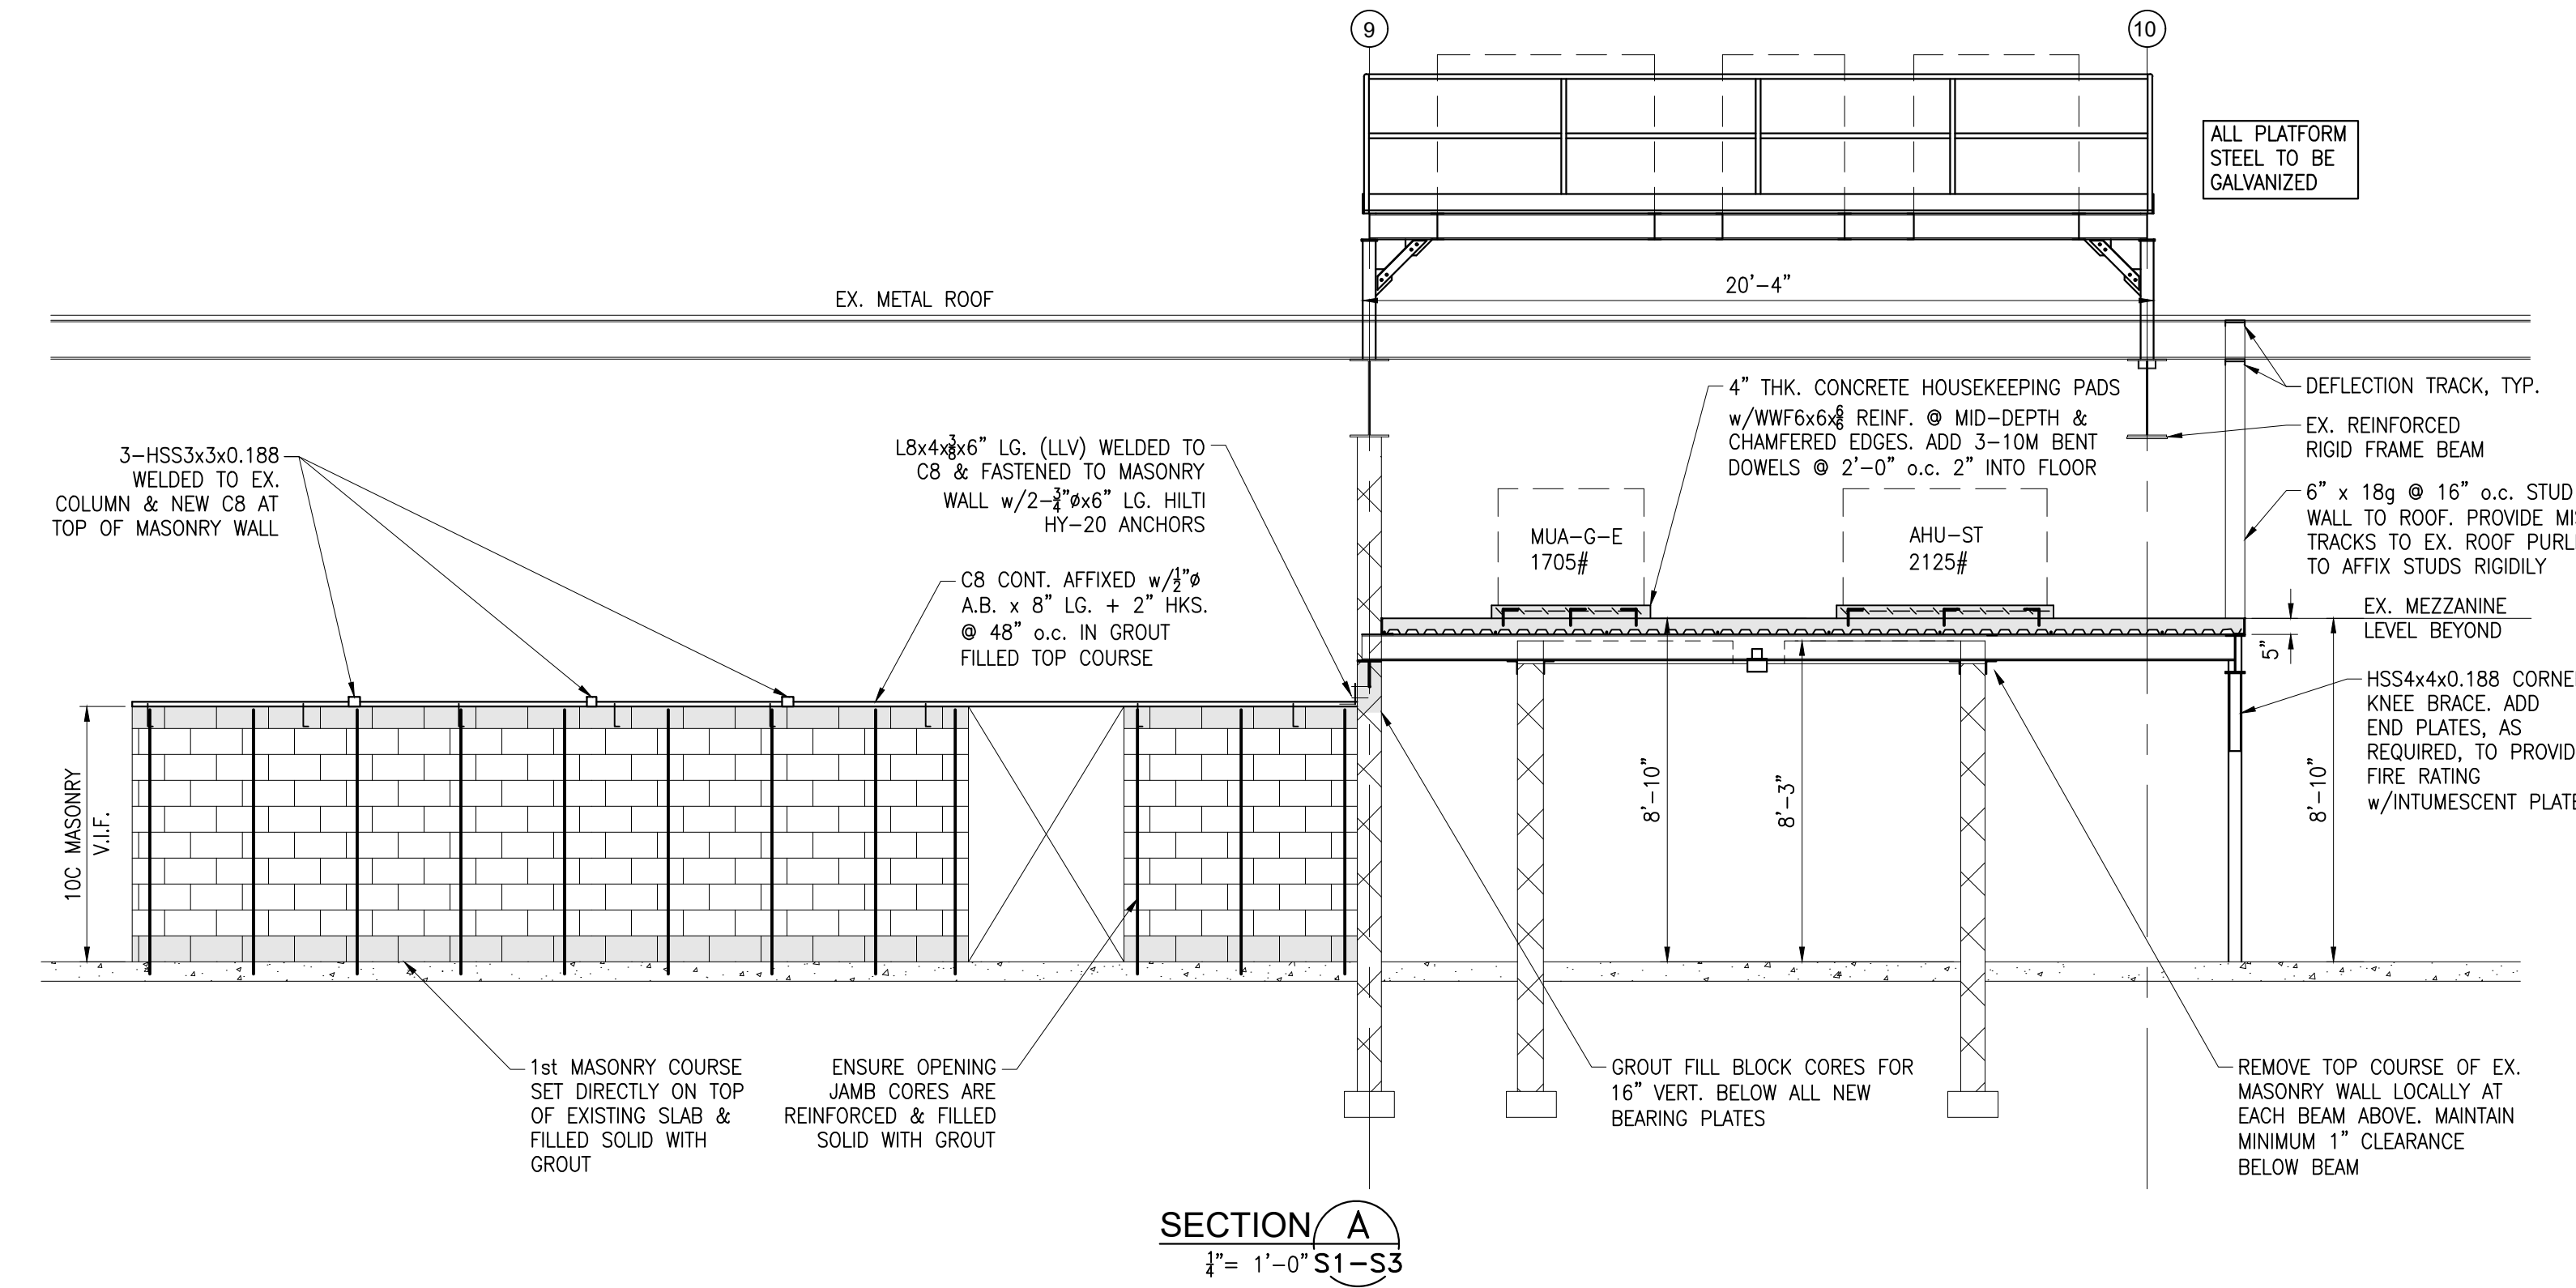 9
10
ALL PLATFORM
STEEL TO BE
GALVANIZED
EX. METAL ROOF
20'-4"
3-HSS3x3x0.188
WELDED TO EX.
COLUMN & NEW C8 AT
TOP OF MASONRY WALL
L8x4x3/8x6" LG. (LLV) WELDED TO
C8 & FASTENED TO MASONRY
WALL w/2-3/4"øx6" LG. HILTI
HY-20 ANCHORS
C8 CONT. AFFIXED w/1/2"ø
A.B. x 8" LG. + 2" HKS.
@ 48" o.c. IN GROUT
FILLED TOP COURSE
4" THK. CONCRETE HOUSEKEEPING PADS
w/WWF6x6x6/6 REINF. @ MID-DEPTH &
CHAMFERED EDGES. ADD 3-10M BENT
DOWELS @ 2'-0" o.c. 2" INTO FLOOR
MUA-G-E
1705#
AHU-ST
2125#
DEFLECTION TRACK, TYP.
EX. REINFORCED
RIGID FRAME BEAM
6" x 18g @ 16" o.c. STUD
WALL TO ROOF. PROVIDE
TRACKS TO EX. ROOF
TO AFFIX STUDS RIGIDILY
EX. MEZZANINE
LEVEL BEYOND
5"
HSS4x4x0.188
KNEE BRACE. ADD
END PLATES, AS
REQUIRED, TO
FIRE RATING
w/INTUMESCENT
10C MASONRY
V.I.F.
8'-10"
8'-3"
8'-10"
1st MASONRY COURSE
SET DIRECTLY ON TOP
OF EXISTING SLAB &
FILLED SOLID WITH
GROUT
ENSURE OPENING
JAMB CORES ARE
REINFORCED & FILLED
SOLID WITH GROUT
GROUT FILL BLOCK CORES FOR
16" VERT. BELOW ALL NEW
BEARING PLATES
REMOVE TOP COURSE OF EX.
MASONRY WALL LOCALLY AT
EACH BEAM ABOVE. MAINTAIN
MINIMUM 1" CLEARANCE
BELOW BEAM
SECTION A
1/4"= 1'-0" S1-S3